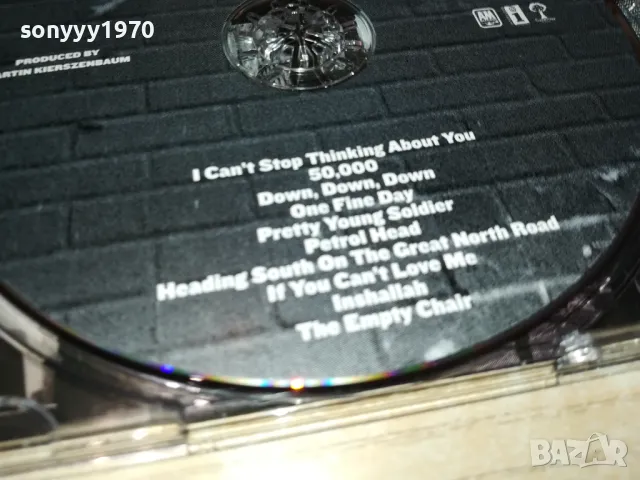 sonyyy1970
A&M
PRODUCED BY
ARTIN KIERSZENBAUM
I Can't Stop Thinking About You
50,000
Down, Down, Down
One Fine Day
Pretty Young Soldier
Petrol Head
Heading South On The Great North Road
If You Can't Love Me
Inshallah
The Empty Chair
BAZAR